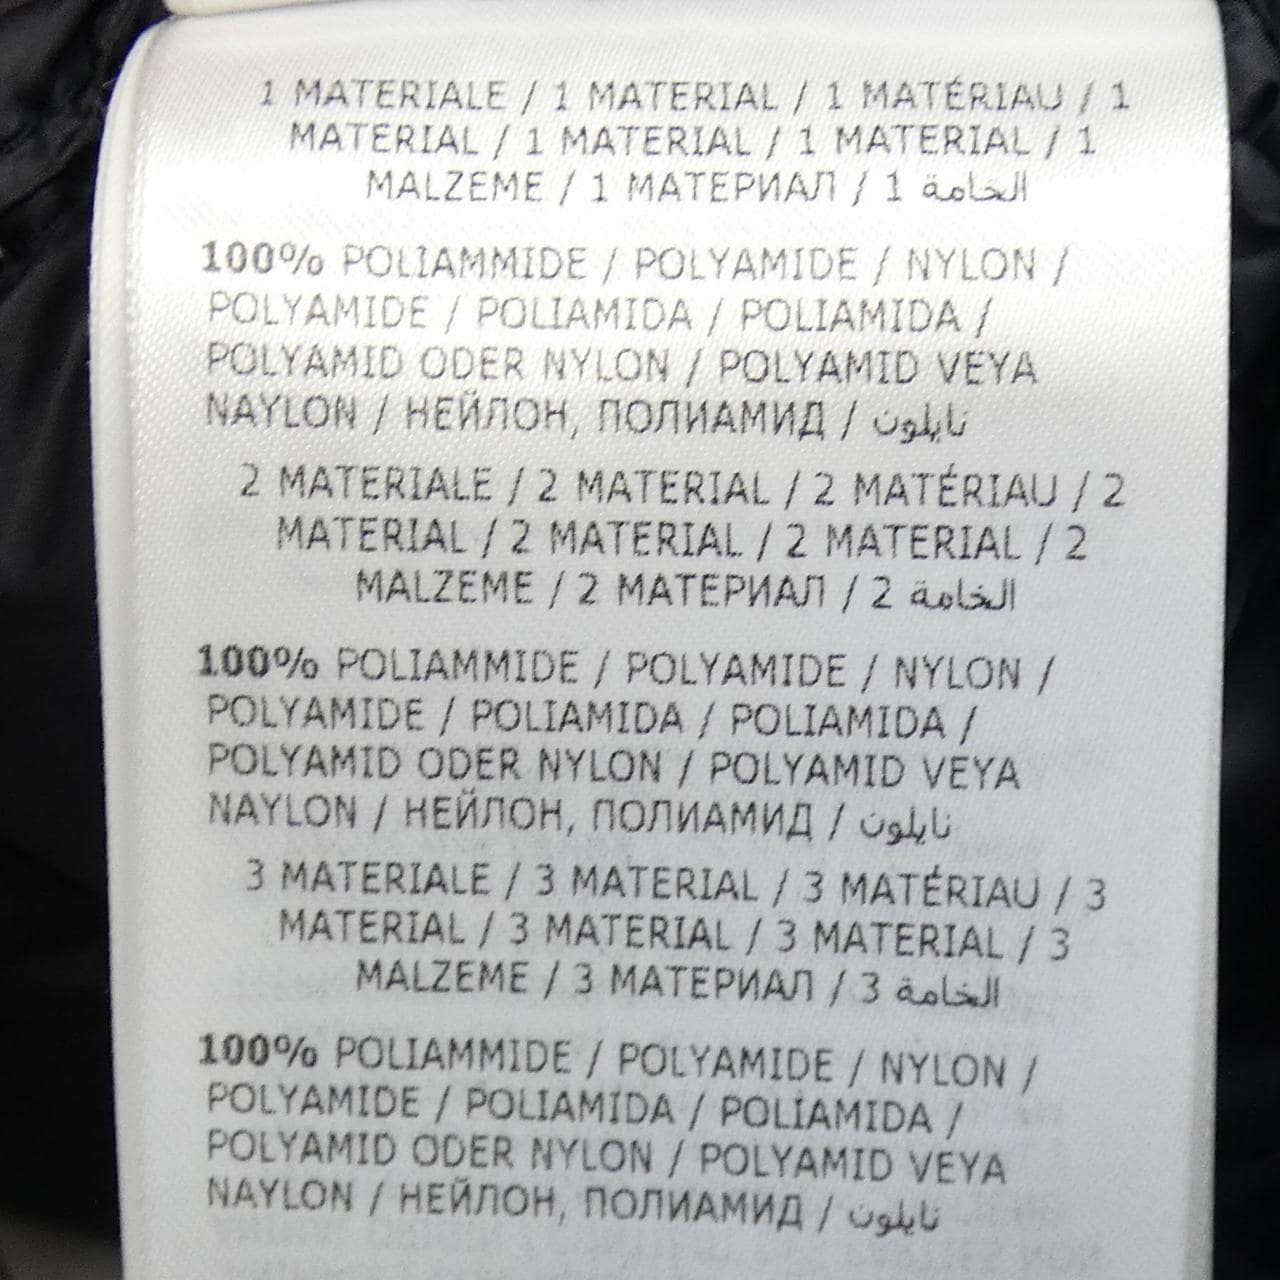 1 MATERIALE / 1 MATERIAL / 1 MATÉRIAU / 1
MATERIAL / 1 MATERIAL / 1 MATERIAL / 1
MALZEME / 1 МАТЕРИАЛ / 1 الخامة
100% POLIAMMIDE / POLYAMIDE / NYLON /
POLYAMIDE / POLIAMIDA / POLIAMIDA /
POLYAMID ODER NYLON / POLYAMID VEYA
NAYLON / НЕЙЛОН, ПОЛИАМИД / نايلون
2 MATERIALE / 2 MATERIAL / 2 MATÉRIAU / 2
MATERIAL / 2 MATERIAL / 2 MATERIAL / 2
MALZEME / 2 МАТЕРИАЛ / 2 الخامة
100% POLIAMMIDE / POLYAMIDE / NYLON /
POLYAMIDE / POLIAMIDA / POLIAMIDA /
POLYAMID ODER NYLON / POLYAMID VEYA
NAYLON / НЕЙЛОН, ПОЛИАМИД / نايلون
3 MATERIALE / 3 MATERIAL / 3 MATÉRIAU / 3
MATERIAL / 3 MATERIAL / 3 MATERIAL / 3
MALZEME / 3 МАТЕРИАЛ / 3 الخامة
100% POLIAMMIDE / POLYAMIDE / NYLON /
POLYAMIDE / POLIAMIDA / POLIAMIDA /
POLYAMID ODER NYLON / POLYAMID VEYA
NAYLON / НЕЙЛОН, ПОЛИАМИД / نايلون